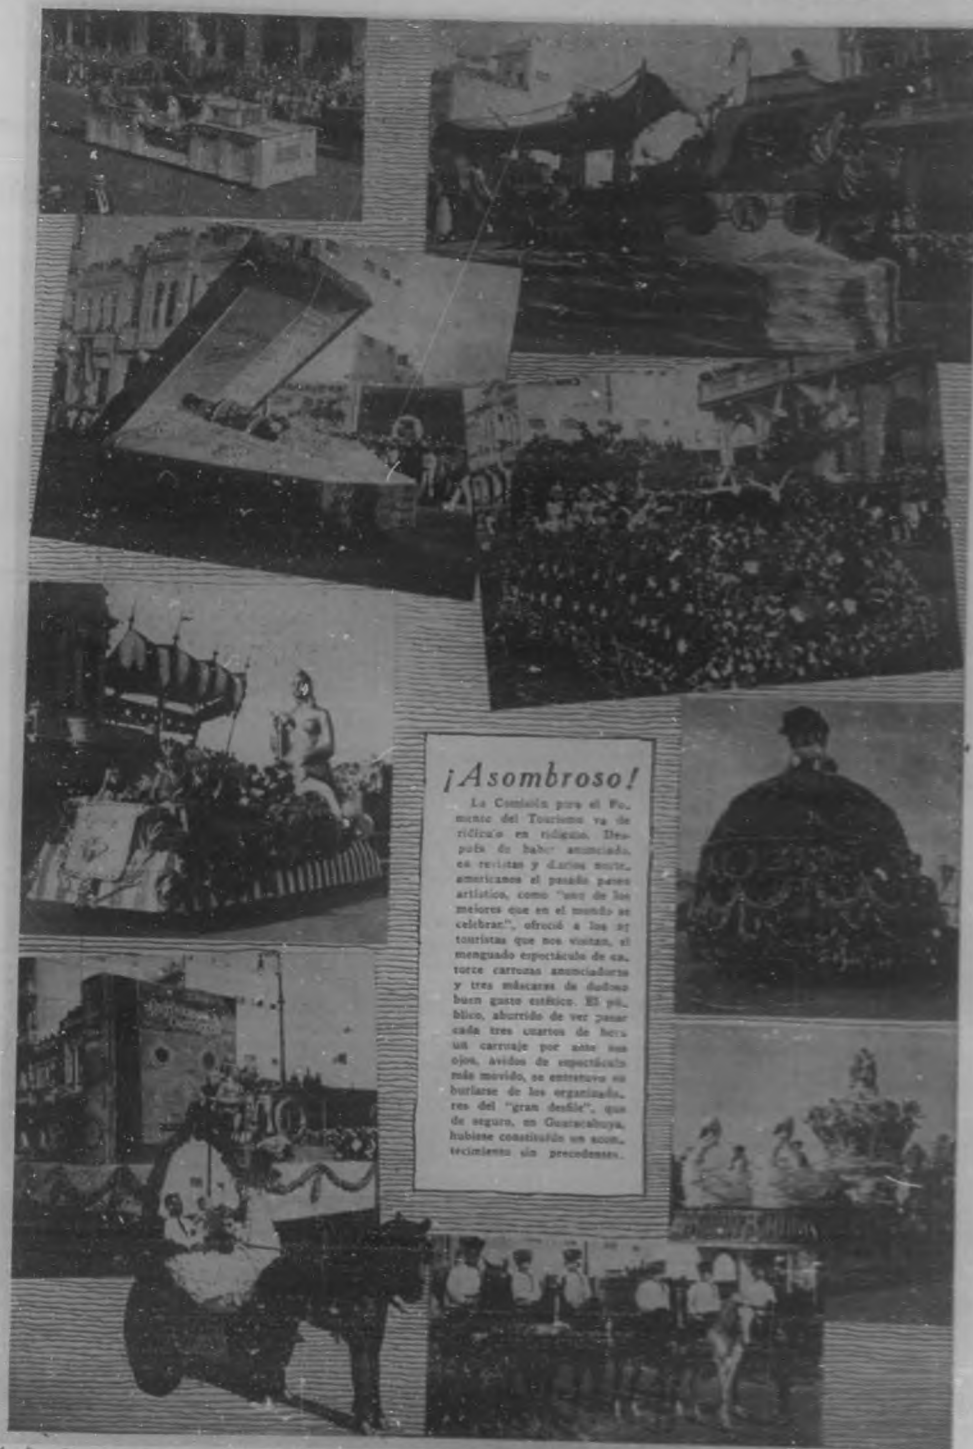 ¡Asombroso!
La Comisión para el Fo-
mento del Tourismo va de
ridículo en ridículo. Des-
pués de haber anunciado,
en revistas y diarios norte-
americanos el pasado paseo
artístico, como "uno de los
mejores que en el mundo se
celebran", ofreció a los 27
touristas que nos visitan, el
menguado espectáculo de ca-
torce carrozas anunciadoras
y tres máscaras de dudoso
buen gusto estético. El pú-
blico, aburrido de ver pasar
cada tres cuartos de hora
un carruaje por ante sus
ojos, ávidos de espectáculo
más movido, se entretuvo en
burlarse de los organizado-
res del "gran desfile", que
de seguro, en Guaracabuya,
hubiese constituído un acon-
tecimiento sin precedentes.